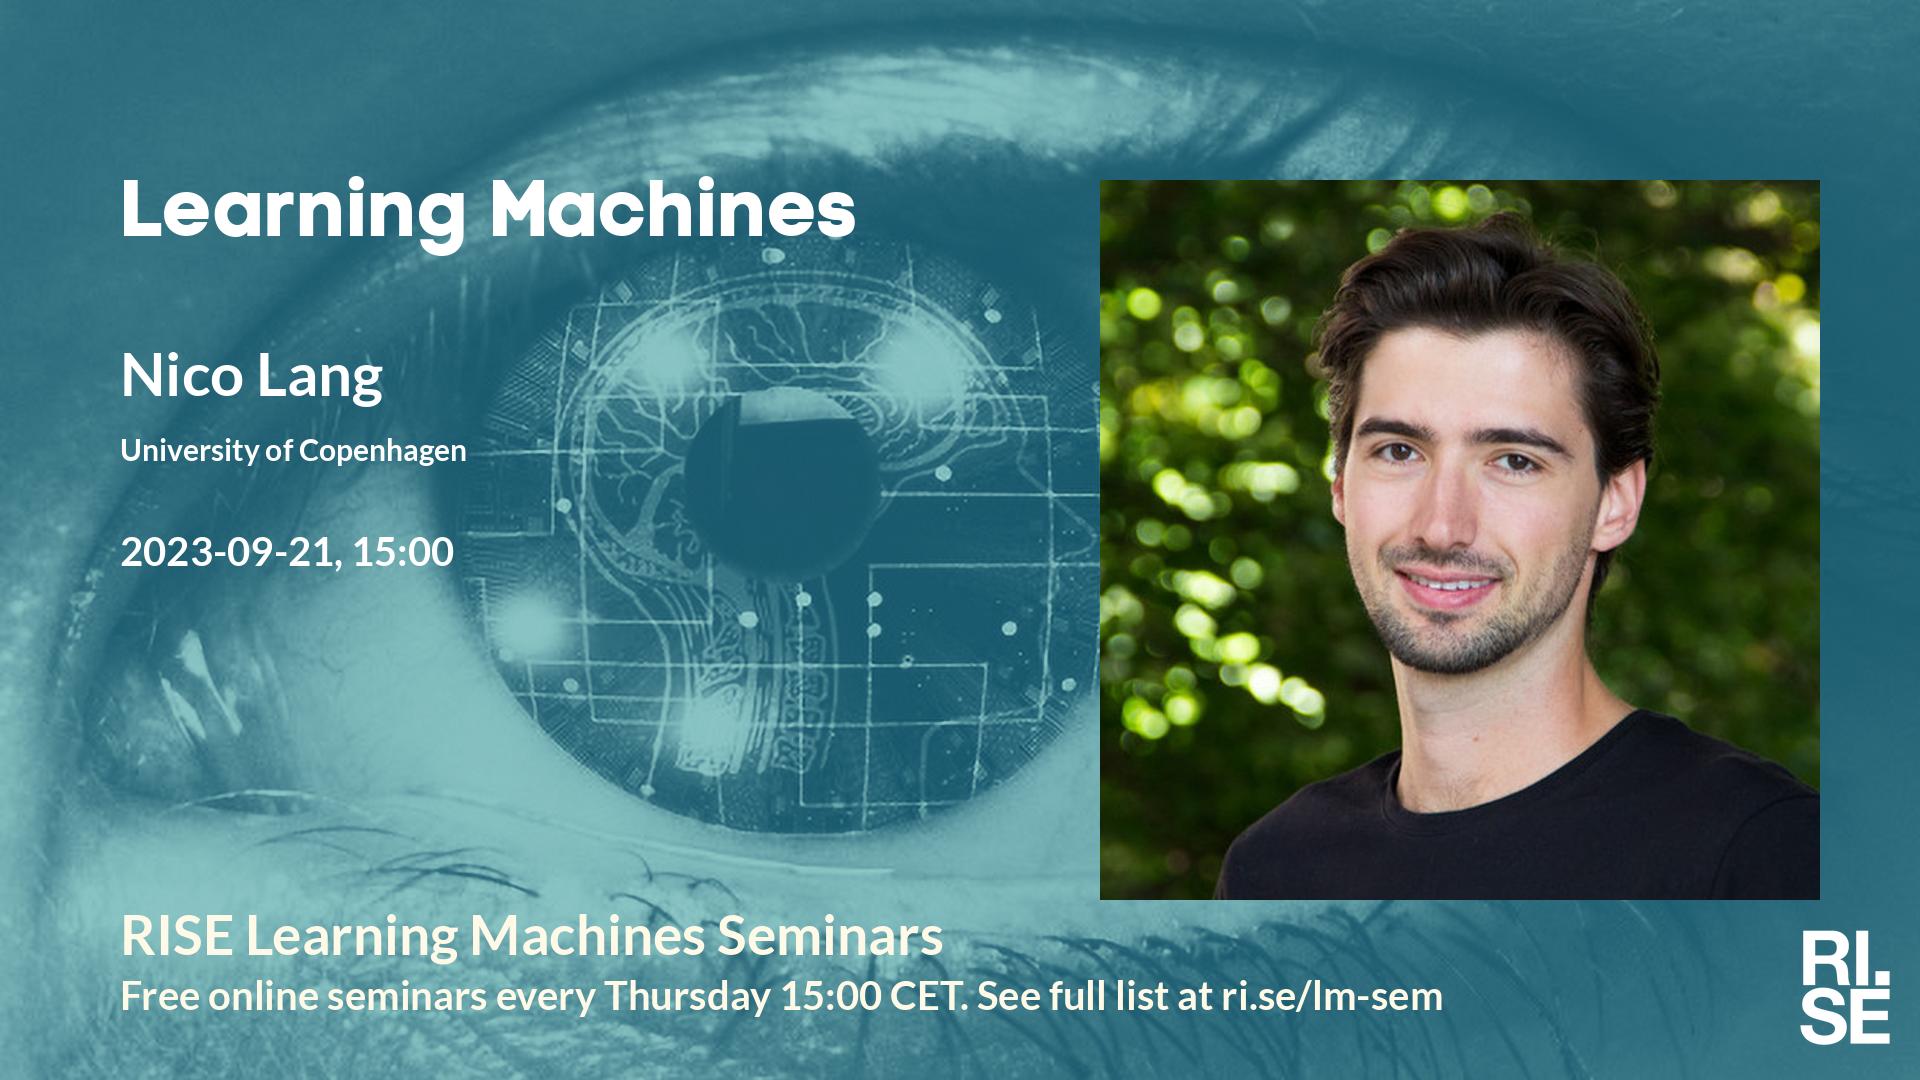 Learning Machines
Nico Lang
University of Copenhagen
2023-09-21, 15:00
RISE Learning Machines Seminars
Free online seminars every Thursday 15:00 CET. See full list at ri.se/lm-sem
RI.
SE